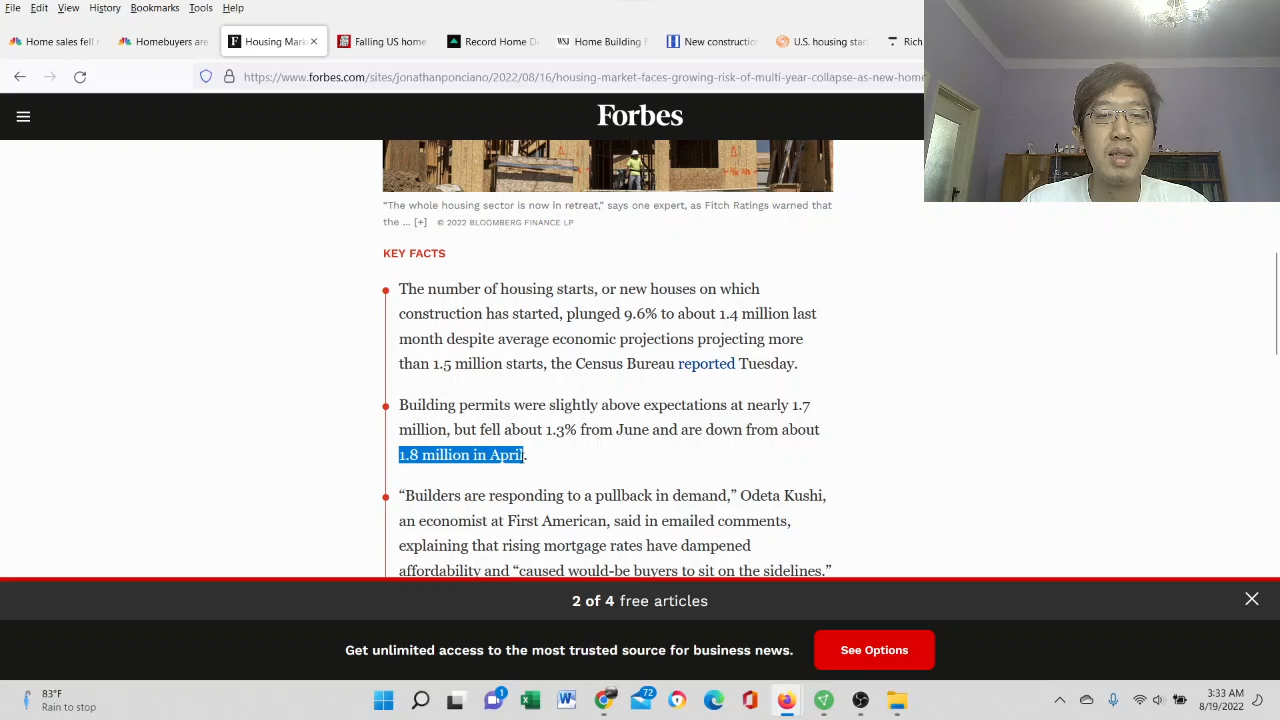 File Edit View History Bookmarks Tools Help
Home sales fell
Homebuyers are
Housing Mark
Falling US home
Record Home D
WSJ Home Building F
New constructio
U.S. housing star
Rich
https://www.forbes.com/sites/jonathanponciano/2022/08/16/housing-market-faces-growing-risk-of-multi-year-collapse-as-new-hom
Forbes
“The whole housing sector is now in retreat,” says one expert, as Fitch Ratings warned that
the ... [+] © 2022 BLOOMBERG FINANCE LP
KEY FACTS
The number of housing starts, or new houses on which
construction has started, plunged 9.6% to about 1.4 million last
month despite average economic projections projecting more
than 1.5 million starts, the Census Bureau reported Tuesday.
Building permits were slightly above expectations at nearly 1.7
million, but fell about 1.3% from June and are down from about
1.8 million in April.
“Builders are responding to a pullback in demand,” Odeta Kushi,
an economist at First American, said in emailed comments,
explaining that rising mortgage rates have dampened
affordability and “caused would-be buyers to sit on the sidelines.”
2 of 4 free articles
Get unlimited access to the most trusted source for business news.
See Options
83°F
Rain to stop
1
72
3:33 AM
8/19/2022